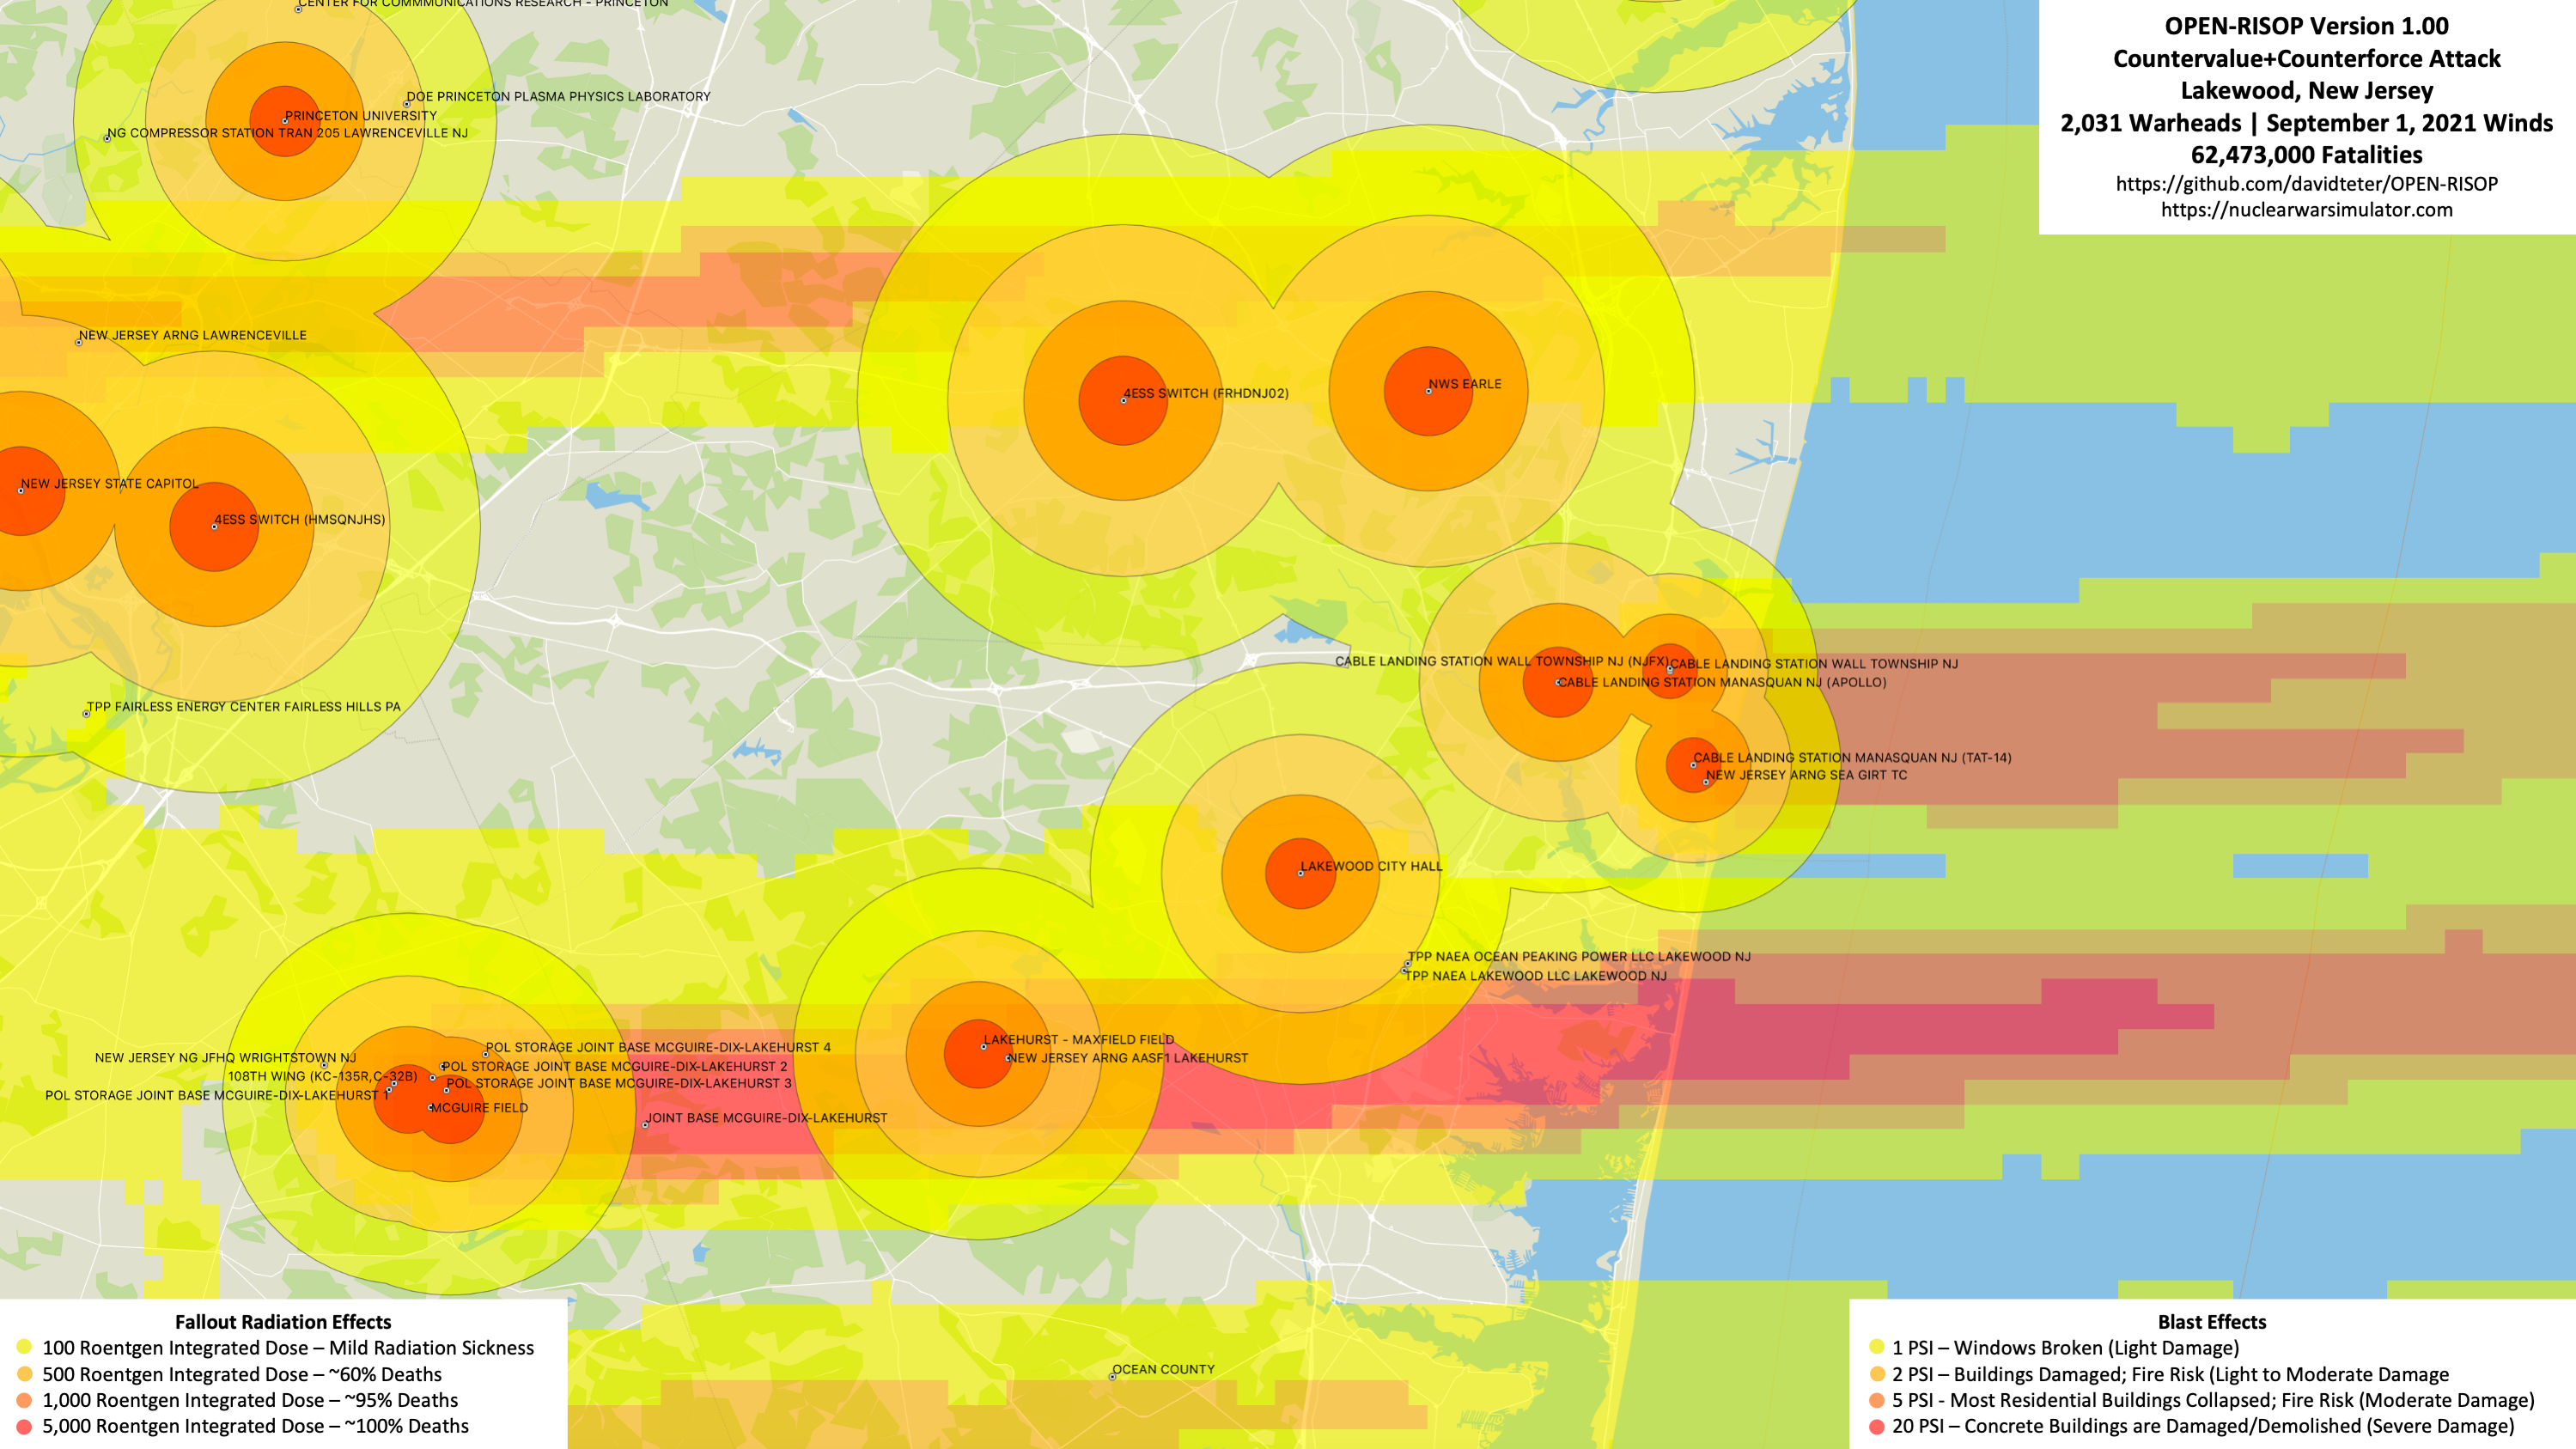 CENTER FOR COMMMUNICATIONS RESEARCH - PRINCETON
OPEN-RISOP Version 1.00
Countervalue+Counterforce Attack
Lakewood, New Jersey
2,031 Warheads | September 1, 2021 Winds
62,473,000 Fatalities
https://github.com/davidteter/OPEN-RISOP
https://nuclearwarsimulator.com
DOE PRINCETON PLASMA PHYSICS LABORATORY
PRINCETON UNIVERSITY
NG COMPRESSOR STATION TRAN 205 LAWRENCEVILLE NJ
NEW JERSEY ARNG LAWRENCEVILLE
4ESS SWITCH (FRHDNJ02)
NWS EARLE
NEW JERSEY STATE CAPITOL
4ESS SWITCH (HMSQNJHS)
CABLE LANDING STATION WALL TOWNSHIP NJ (NJFX)
CABLE LANDING STATION WALL TOWNSHIP NJ
CABLE LANDING STATION MANASQUAN NJ (APOLLO)
TPP FAIRLESS ENERGY CENTER FAIRLESS HILLS PA
CABLE LANDING STATION MANASQUAN NJ (TAT-14)
NEW JERSEY ARNG SEA GIRT TC
LAKEWOOD CITY HALL
TPP NAEA OCEAN PEAKING POWER LLC LAKEWOOD NJ
TPP NAEA LAKEWOOD LLC LAKEWOOD NJ
LAKEHURST - MAXFIELD FIELD
NEW JERSEY ARNG AASF1 LAKEHURST
POL STORAGE JOINT BASE MCGUIRE-DIX-LAKEHURST 4
NEW JERSEY NG JFHQ WRIGHTSTOWN NJ
POL STORAGE JOINT BASE MCGUIRE-DIX-LAKEHURST 2
108TH WING (KC-135R,C-32B)
POL STORAGE JOINT BASE MCGUIRE-DIX-LAKEHURST 3
POL STORAGE JOINT BASE MCGUIRE-DIX-LAKEHURST 1
MCGUIRE FIELD
JOINT BASE MCGUIRE-DIX-LAKEHURST
OCEAN COUNTY
Fallout Radiation Effects
100 Roentgen Integrated Dose – Mild Radiation Sickness
500 Roentgen Integrated Dose – ~60% Deaths
1,000 Roentgen Integrated Dose – ~95% Deaths
5,000 Roentgen Integrated Dose – ~100% Deaths
Blast Effects
1 PSI – Windows Broken (Light Damage)
2 PSI – Buildings Damaged; Fire Risk (Light to Moderate Damage
5 PSI - Most Residential Buildings Collapsed; Fire Risk (Moderate Damage)
20 PSI – Concrete Buildings are Damaged/Demolished (Severe Damage)